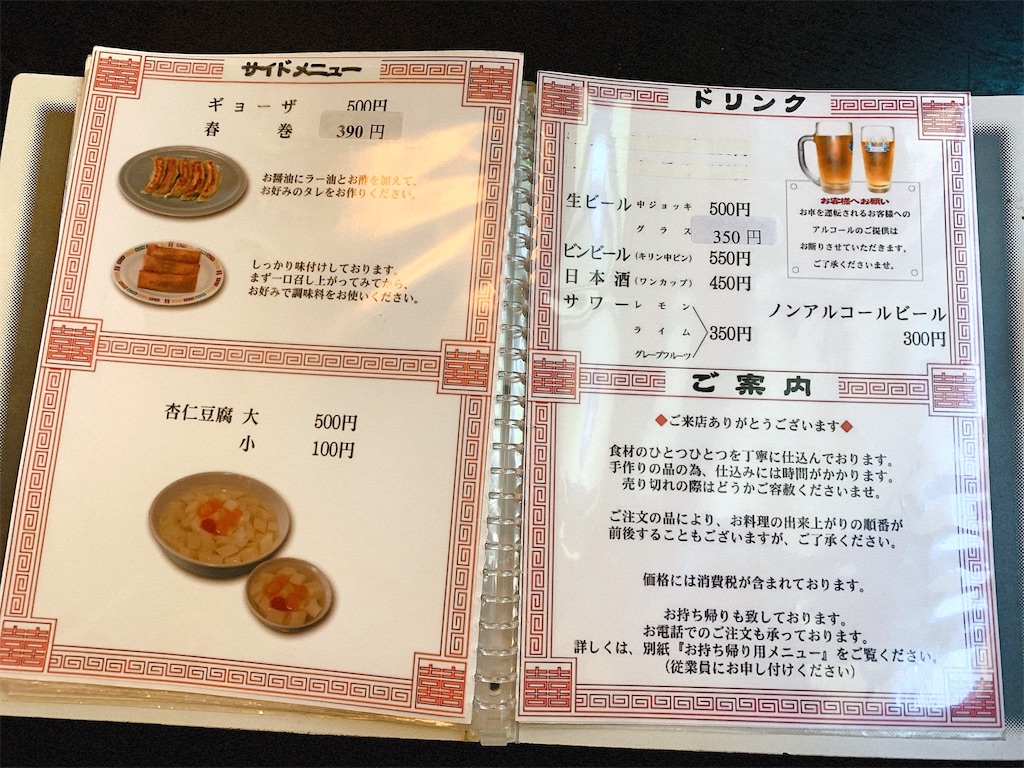 サイドメニュー
ギョーザ 500円
春巻 390円
お醤油にラー油とお酢を加えて、
お好みのタレをお作りください。
しっかり味付けしております。
まず一口召し上がってみてから、
お好みで調味料をお使いください。
杏仁豆腐 大 500円
小 100円
ドリンク
生ビール 中ジョッキ 500円
グラス 350円
ビンビール (キリン中ビン) 550円
日本酒 (ワンカップ) 450円
サワー レモン
ライム 350円
グレープフルーツ
お客様へお願い
お車を運転されるお客様への
アルコールのご提供は
お断りさせていただきます。
ご了承くださいませ。
ノンアルコールビール
300円
ご案内
◆ご来店ありがとうございます◆
食材のひとつひとつを丁寧に仕込んでおります。
手作りの品の為、仕込みには時間がかかります。
売り切れの際はどうかご容赦くださいませ。
ご注文の品により、お料理の出来上がりの順番が
前後することもございますが、ご了承ください。
価格には消費税が含まれております。
お持ち帰りも致しております。
お電話でのご注文も承っております。
詳しくは、別紙『お持ち帰り用メニュー』をご覧ください。
(従業員にお申し付けください)